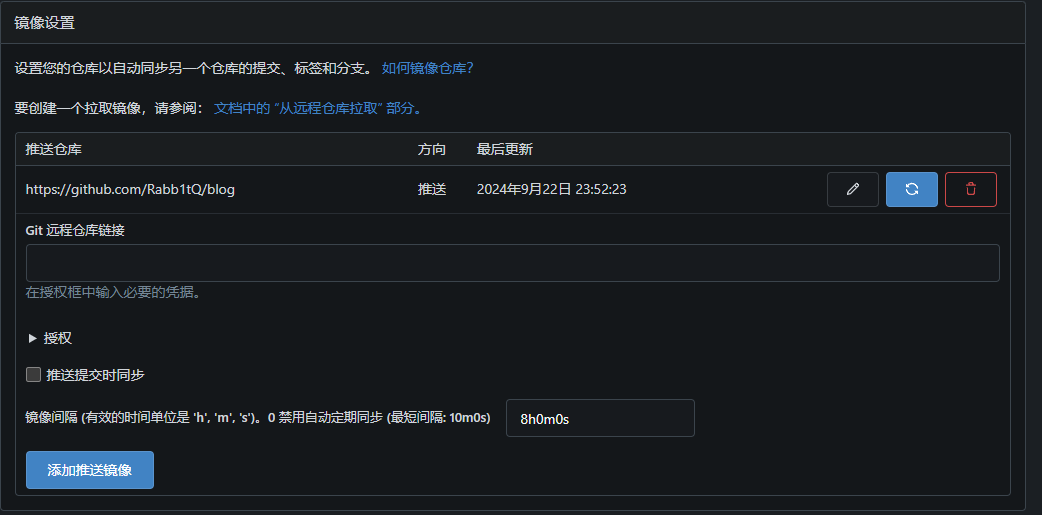 镜像设置
设置您的仓库以自动同步另一个仓库的提交、标签和分支。 如何镜像仓库？
要创建一个拉取镜像，请参阅： 文档中的 “从远程仓库拉取” 部分。
推送仓库 方向 最后更新
https://github.com/Rabb1tQ/blog 推送 2024年9月22日 23:52:23
Git 远程仓库链接
在授权框中输入必要的凭据。
授权
推送提交时同步
镜像间隔 (有效的时间单位是 'h', 'm', 's')。0 禁用自动定期同步 (最短间隔: 10m0s) 8h0m0s
添加推送镜像